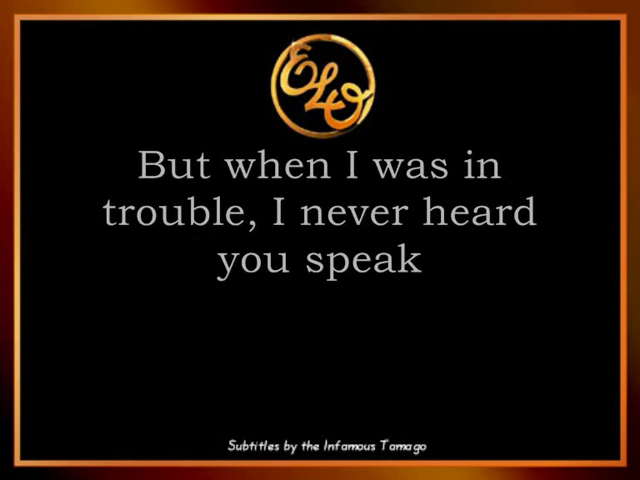 ELO
But when I was in
trouble, I never heard
you speak
Subtitles by the Infamous Tamago